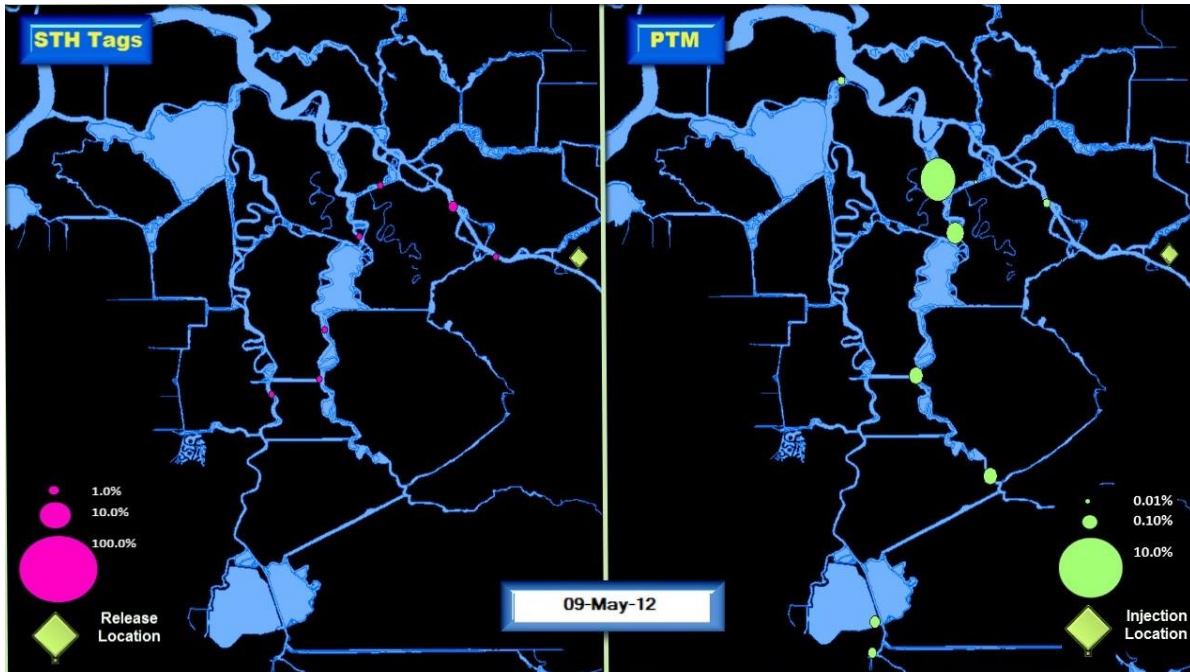 STH Tags
PTM
1.0%
10.0%
100.0%
Release
Location
09-May-12
0.01%
0.10%
10.0%
Injection
Location